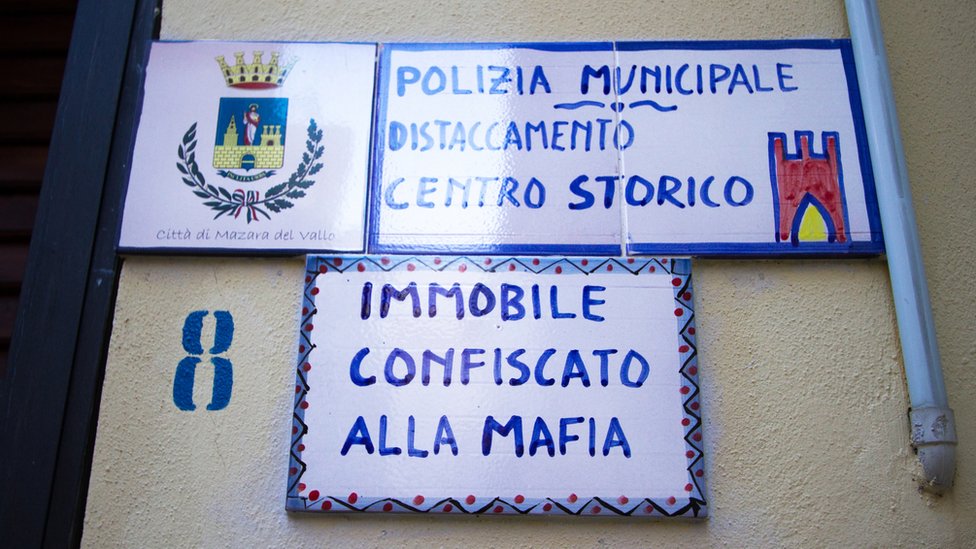 POLIZIA MUNICIPALE
DISTACCAMENTO
CENTRO STORICO
Città di Mazara del Vallo
8
IMMOBILE
CONFISCATO
ALLA MAFIA